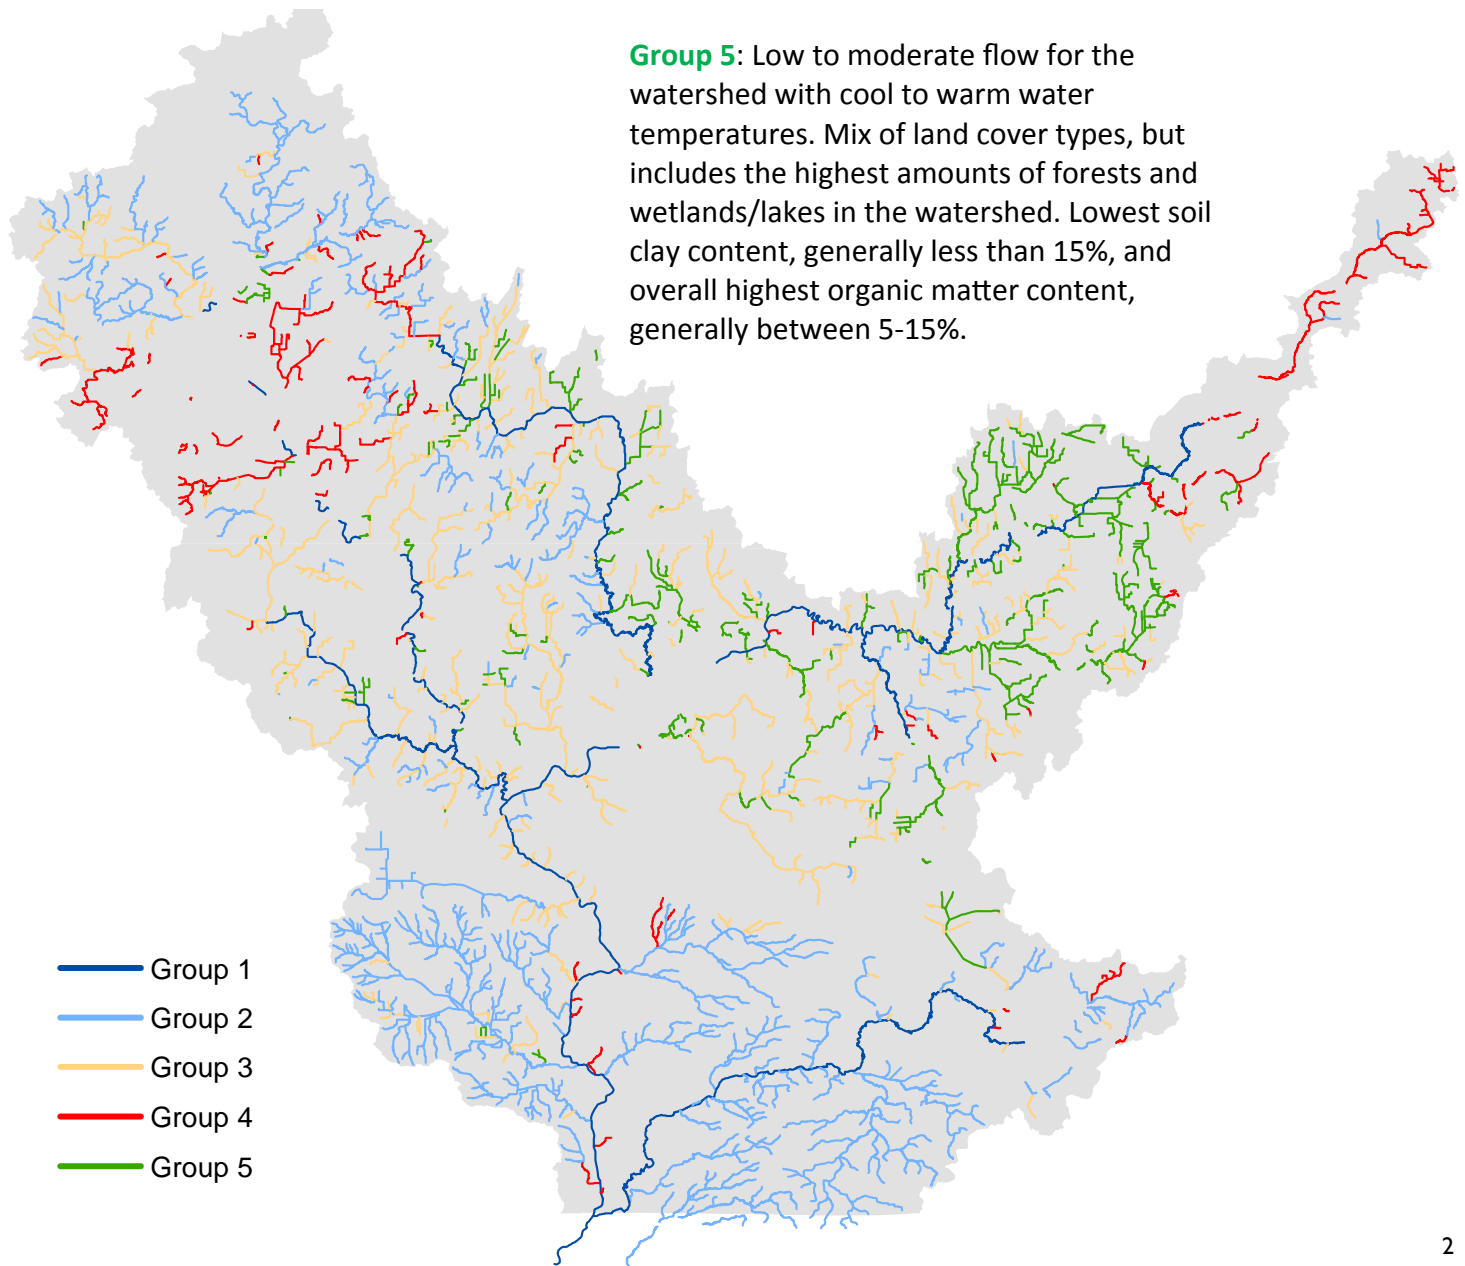 Group 5: Low to moderate flow for the
watershed with cool to warm water
temperatures. Mix of land cover types, but
includes the highest amounts of forests and
wetlands/lakes in the watershed. Lowest soil
clay content, generally less than 15%, and
overall highest organic matter content,
generally between 5-15%.
Group 1
Group 2
Group 3
Group 4
Group 5
2